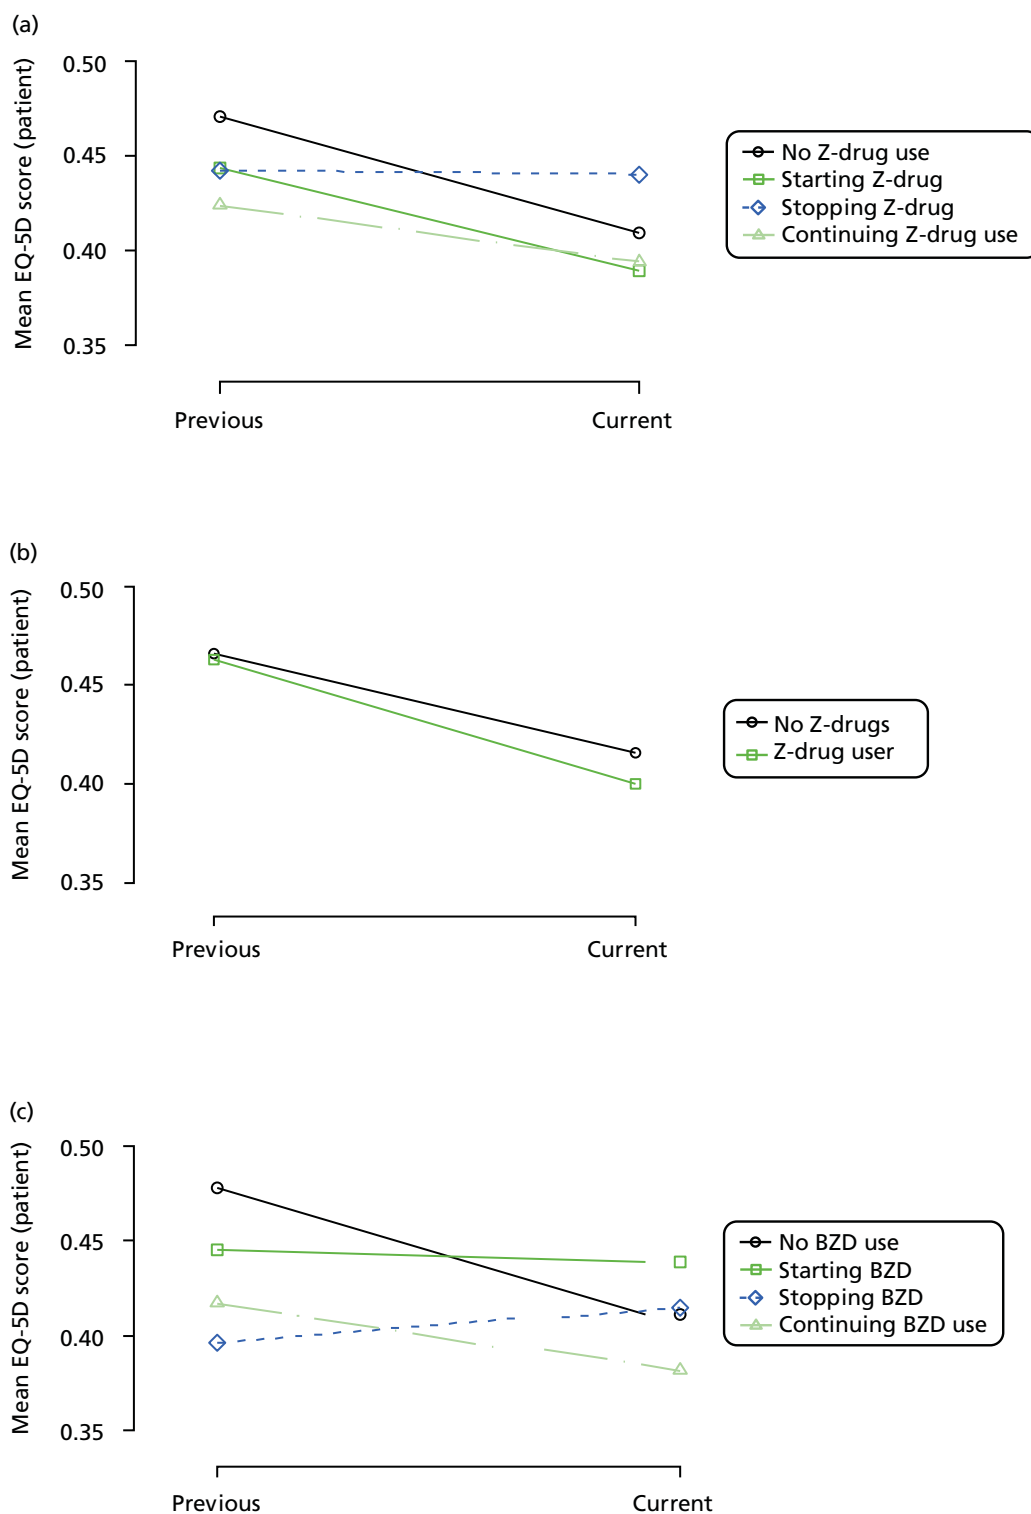 (a)
Mean EQ-5D score (patient)
0.50
0.45
0.40
0.35
Previous
Current
No Z-drug use
Starting Z-drug
Stopping Z-drug
Continuing Z-drug use
(b)
Mean EQ-5D score (patient)
0.50
0.45
0.40
0.35
Previous
Current
No Z-drugs
Z-drug user
(c)
Mean EQ-5D score (patient)
0.50
0.45
0.40
0.35
Previous
Current
No BZD use
Starting BZD
Stopping BZD
Continuing BZD use